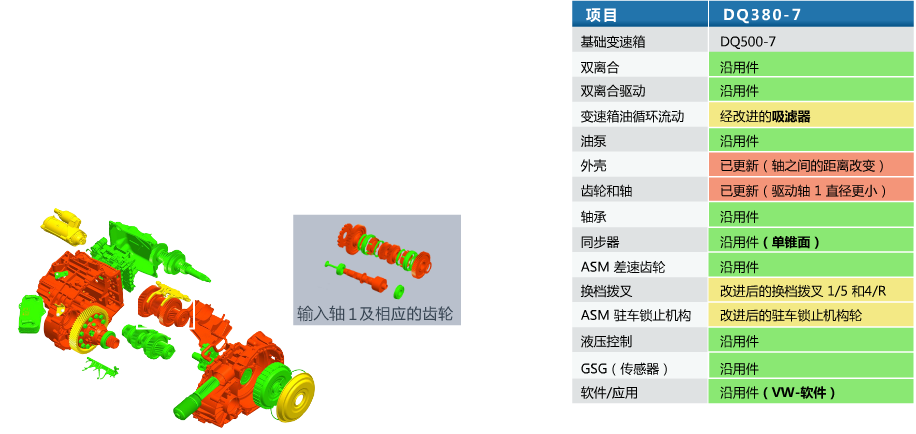 项目 DQ380-7
基础变速箱 DQ500-7
双离合 沿用件
双离合驱动 沿用件
变速箱油循环流动 经改进的吸滤器
油泵 沿用件
外壳 已更新（轴之间的距离改变）
齿轮和轴 已更新（驱动轴 1 直径更小）
轴承 沿用件
同步器 沿用件（单锥面）
ASM 差速齿轮 沿用件
换档拨叉 改进后的换档拨叉 1/5 和4/R
ASM 驻车锁止机构 改进后的驻车锁止机构轮
液压控制 沿用件
GSG（传感器） 沿用件
软件/应用 沿用件（VW-软件）
输入轴1及相应的齿轮